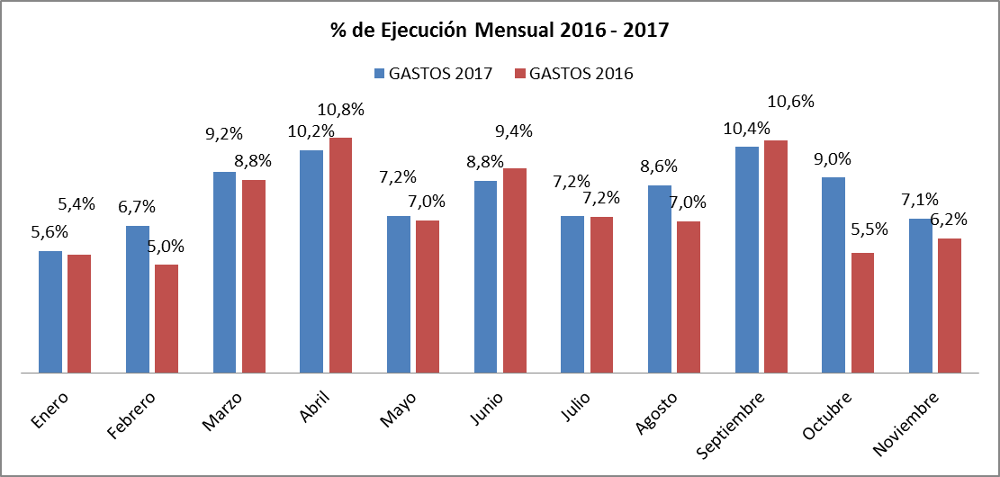 % de Ejecución Mensual 2016 - 2017
GASTOS 2017 GASTOS 2016
5,6% 5,4%
6,7% 5,0%
9,2% 8,8%
10,2% 10,8%
7,2% 7,0%
8,8% 9,4%
7,2% 7,2%
8,6% 7,0%
10,4% 10,6%
9,0% 5,5%
7,1% 6,2%
Enero
Febrero
Marzo
Abril
Mayo
Junio
Julio
Agosto
Septiembre
Octubre
Noviembre